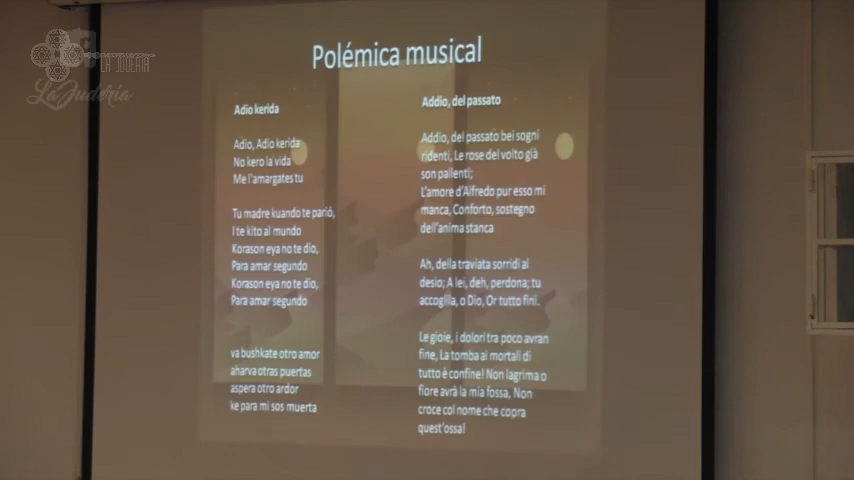 LA JUDERIA
La Judería
Polémica musical
Adio kerida
Adio, Adio kerida
No kero la vida
Me l'amargates tu
Tu madre kuando te parió,
I te kito al mundo
Korason eya no te dio,
Para amar segundo
Korason eya no te dio,
Para amar segundo
va bushkate otro amor
aharva otras puertas
aspera otro ardor
ke para mi sos muerta
Addio, del passato
Addio, del passato bei sogni
ridenti, Le rose del volto già
son pallenti;
L'amore d'Alfredo pur esso mi
manca, Conforto, sostegno
dell'anima stanca
Ah, della traviata sorridi al
desio; A lei, deh, perdona; tu
accoglila, o Dio, Or tutto finì.
Le gioie, i dolori tra poco avran
fine, La tomba ai mortali di
tutto è confine! Non lagrima o
fiore avrà la mia fossa, Non
croce col nome che copra
quest'ossa!